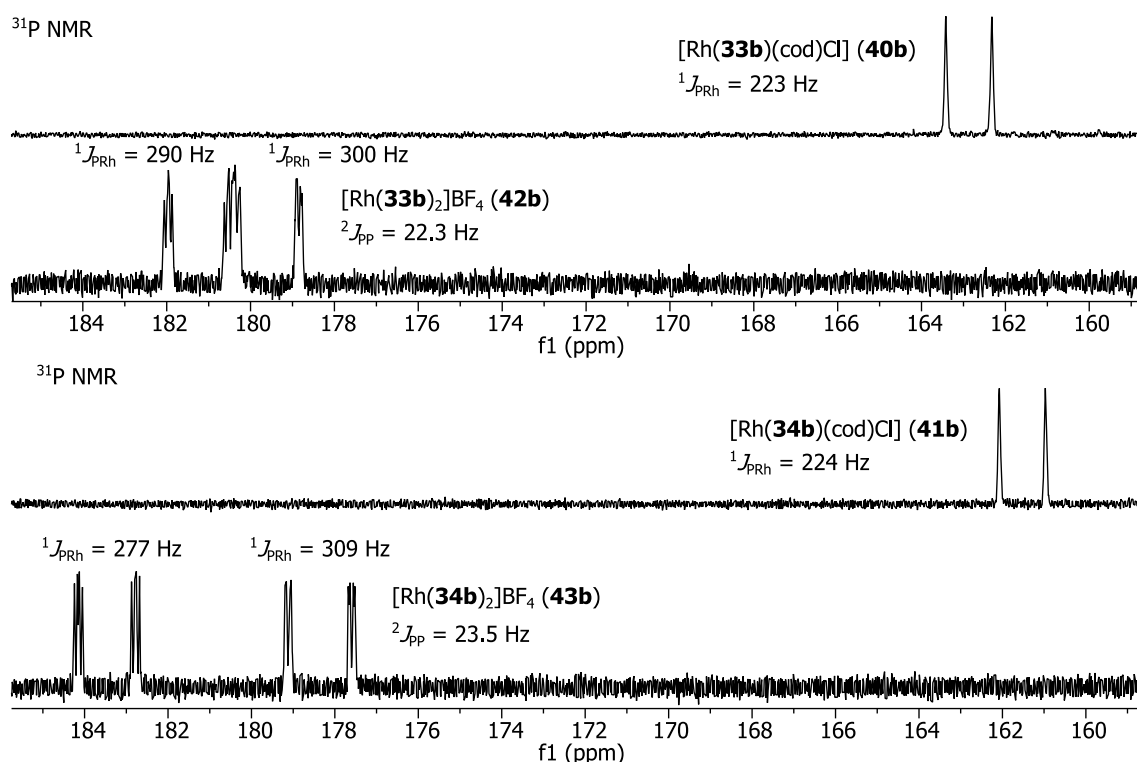 ³¹P NMR
[Rh(33b)(cod)Cl] (40b)
¹J_PRh = 223 Hz
¹J_PRh = 290 Hz ¹J_PRh = 300 Hz
[Rh(33b)₂]BF₄ (42b)
²J_PP = 22.3 Hz
184 182 180 178 176 174 172 170 168 166 164 162 160
f1 (ppm)
³¹P NMR
[Rh(34b)(cod)Cl] (41b)
¹J_PRh = 224 Hz
¹J_PRh = 277 Hz ¹J_PRh = 309 Hz
[Rh(34b)₂]BF₄ (43b)
²J_PP = 23.5 Hz
184 182 180 178 176 174 172 170 168 166 164 162 160
f1 (ppm)